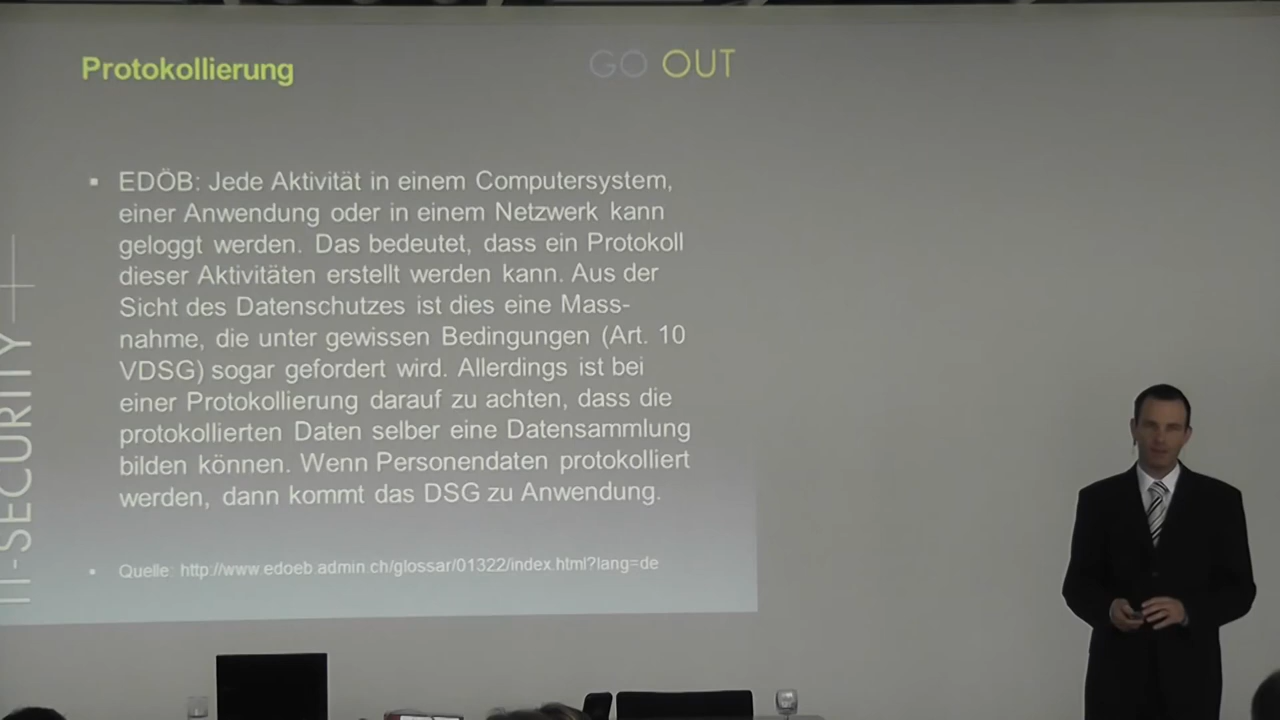 Protokollierung
GO OUT
▪ EDÖB: Jede Aktivität in einem Computersystem,
einer Anwendung oder in einem Netzwerk kann
geloggt werden. Das bedeutet, dass ein Protokoll
dieser Aktivitäten erstellt werden kann. Aus der
Sicht des Datenschutzes ist dies eine Mass-
nahme, die unter gewissen Bedingungen (Art. 10
VDSG) sogar gefordert wird. Allerdings ist bei
einer Protokollierung darauf zu achten, dass die
protokollierten Daten selber eine Datensammlung
bilden können. Wenn Personendaten protokolliert
werden, dann kommt das DSG zu Anwendung.
• Quelle: http://www.edoeb.admin.ch/glossar/01322/index.html?lang=de
IT-SECURITY